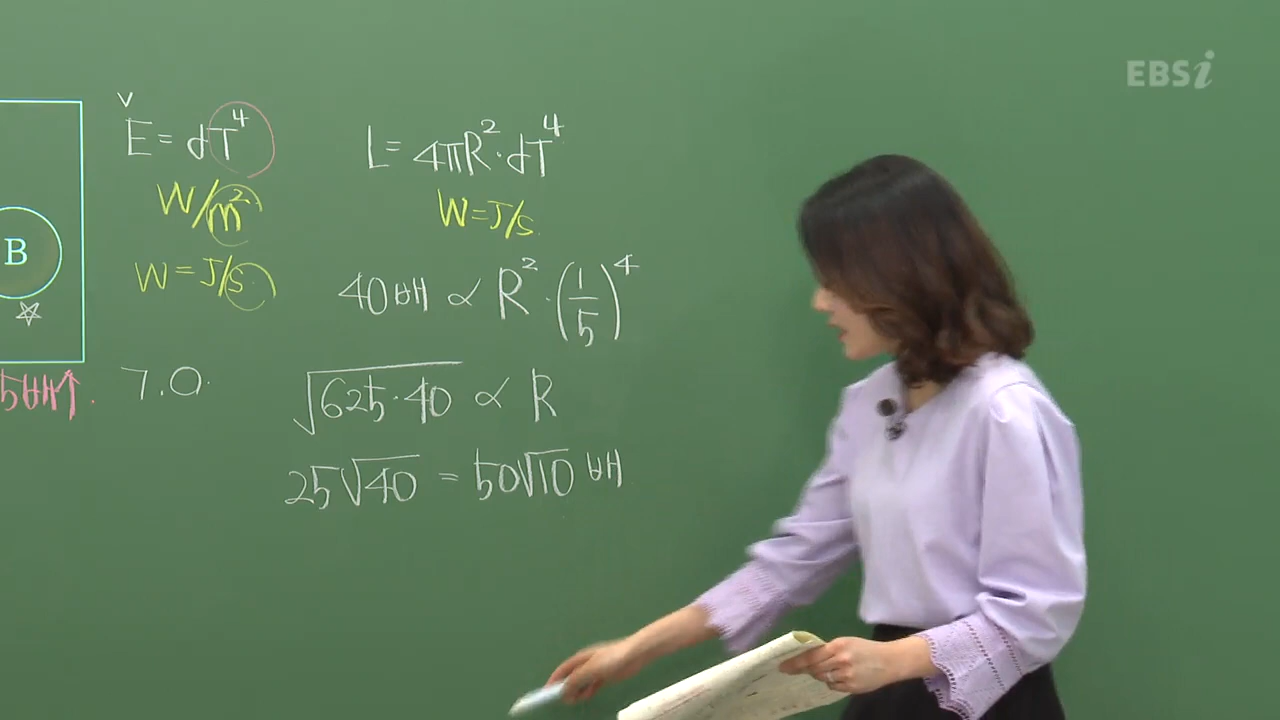 EBSi
E = σT⁴
W/m²
W = J/s
B
☆
5배↑.
7.0
L = 4πR²·σT⁴
W = J/s
40배 ∝ R²·(1/5)⁴
√625·40 ∝ R
25√40 = 50√10 배